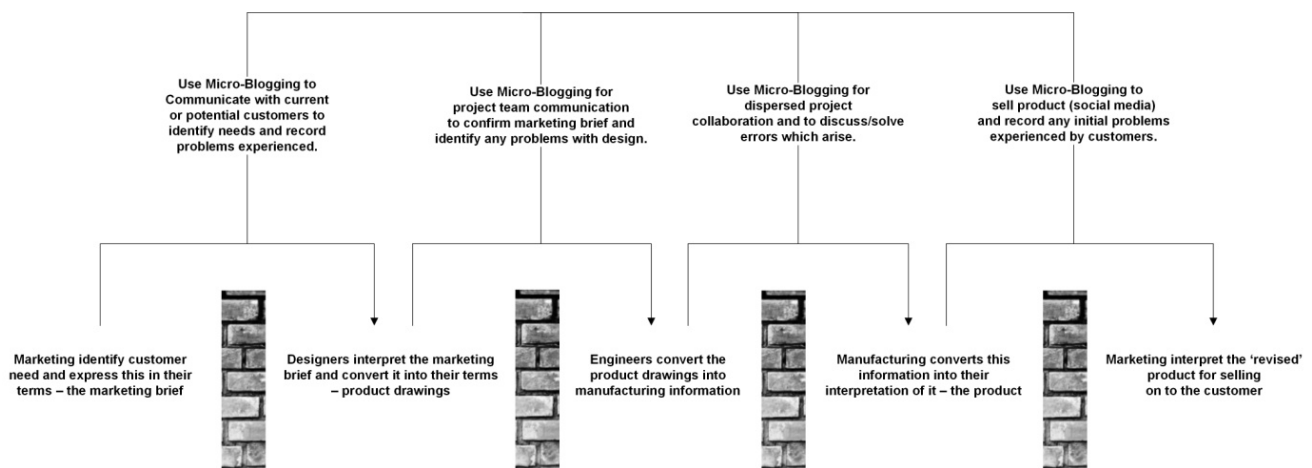 Use Micro-Blogging to
Communicate with current
or potential customers to
identify needs and record
problems experienced.
Use Micro-Blogging for
project team communication
to confirm marketing brief and
identify any problems with design.
Use Micro-Blogging for
dispersed project
collaboration and to discuss/solve
errors which arise.
Use Micro-Blogging to
sell product (social media)
and record any initial problems
experienced by customers.
Marketing identify customer
need and express this in their
terms – the marketing brief
Designers interpret the marketing
brief and convert it into their terms
– product drawings
Engineers convert the
product drawings into
manufacturing information
Manufacturing converts this
information into their
interpretation of it – the product
Marketing interpret the ‘revised’
product for selling
on to the customer